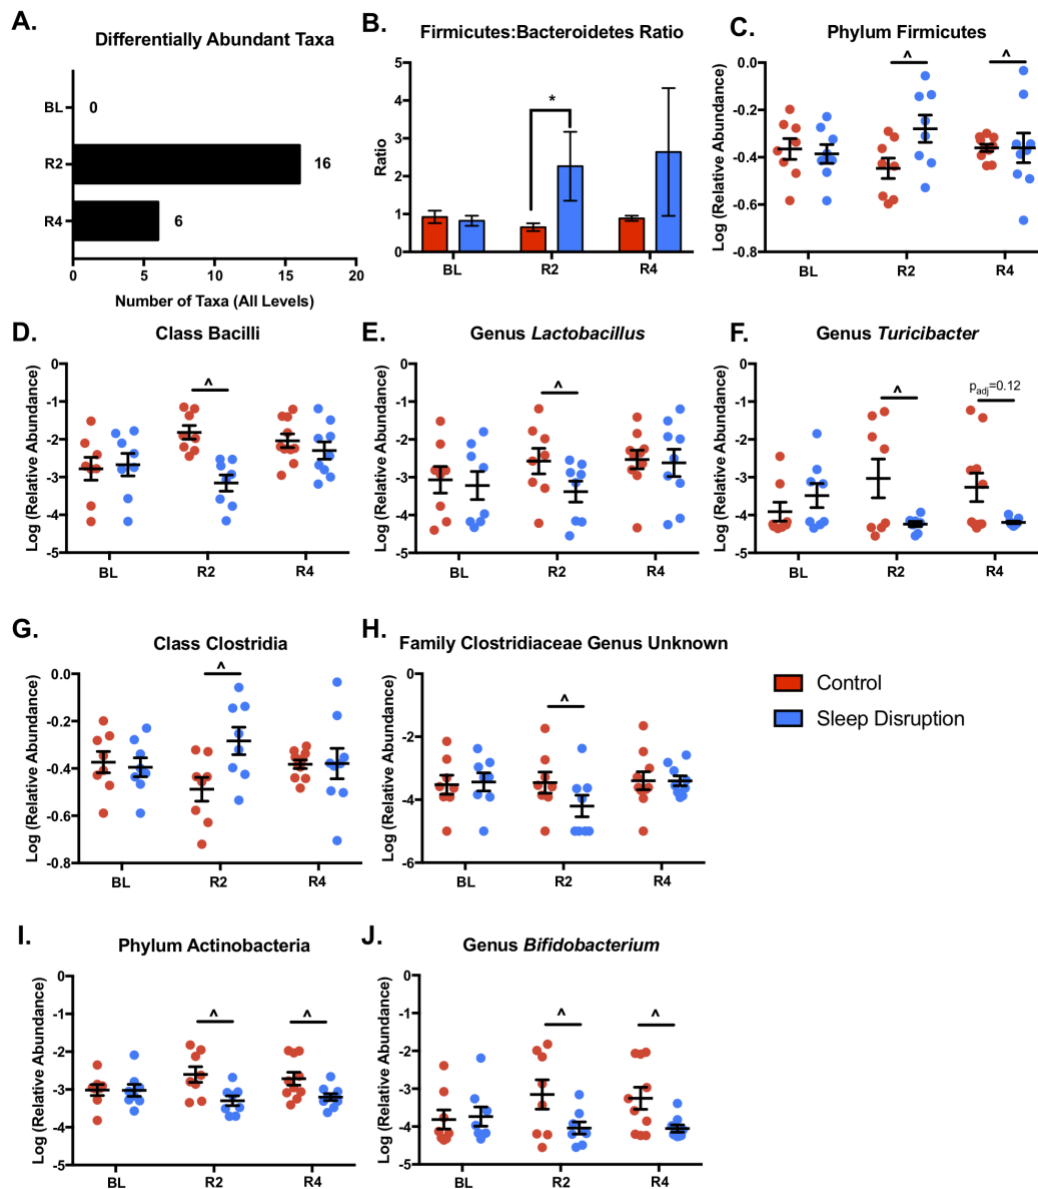 A.
Differentially Abundant Taxa
BL
R2
R4
0
16
6
0 5 10 15 20
Number of Taxa (All Levels)
B.
Firmicutes:Bacteroidetes Ratio
Ratio
5
4
3
2
1
0
*
BL R2 R4
C.
Phylum Firmicutes
Log (Relative Abundance)
0.0
-0.2
-0.4
-0.6
-0.8
^ ^
BL R2 R4
D.
Class Bacilli
Log (Relative Abundance)
0
-1
-2
-3
-4
-5
^
BL R2 R4
E.
Genus Lactobacillus
Log (Relative Abundance)
0
-1
-2
-3
-4
-5
^
BL R2 R4
F.
Genus Turicibacter
Log (Relative Abundance)
0
-1
-2
-3
-4
-5
^
padj=0.12
BL R2 R4
G.
Class Clostridia
Log (Relative Abundance)
0.0
-0.2
-0.4
-0.6
-0.8
^
BL R2 R4
H.
Family Clostridiaceae Genus Unknown
Log (Relative Abundance)
-2
-4
-6
^
BL R2 R4
Control
Sleep Disruption
I.
Phylum Actinobacteria
Log (Relative Abundance)
0
-1
-2
-3
-4
-5
^ ^
BL R2 R4
J.
Genus Bifidobacterium
Log (Relative Abundance)
0
-1
-2
-3
-4
-5
^ ^
BL R2 R4